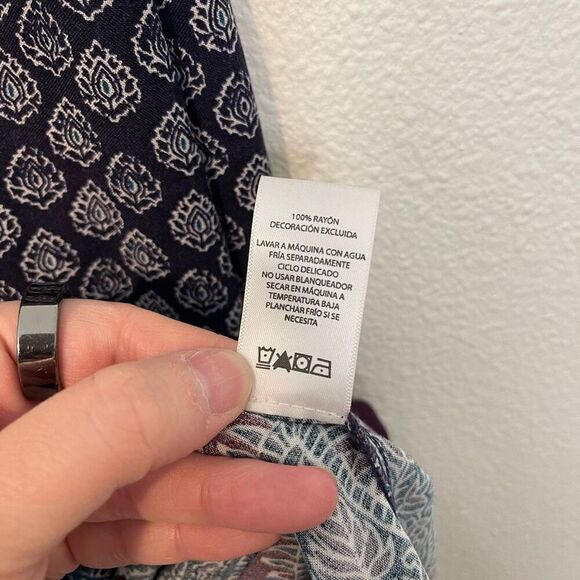 100% RAYÓN
DECORACIÓN EXCLUIDA
LAVAR A MÁQUINA CON AGUA
FRÍA SEPARADAMENTE
CICLO DELICADO
NO USAR BLANQUEADOR
SECAR EN MÁQUINA A
TEMPERATURA BAJA
PLANCHAR FRÍO SI SE
NECESITA